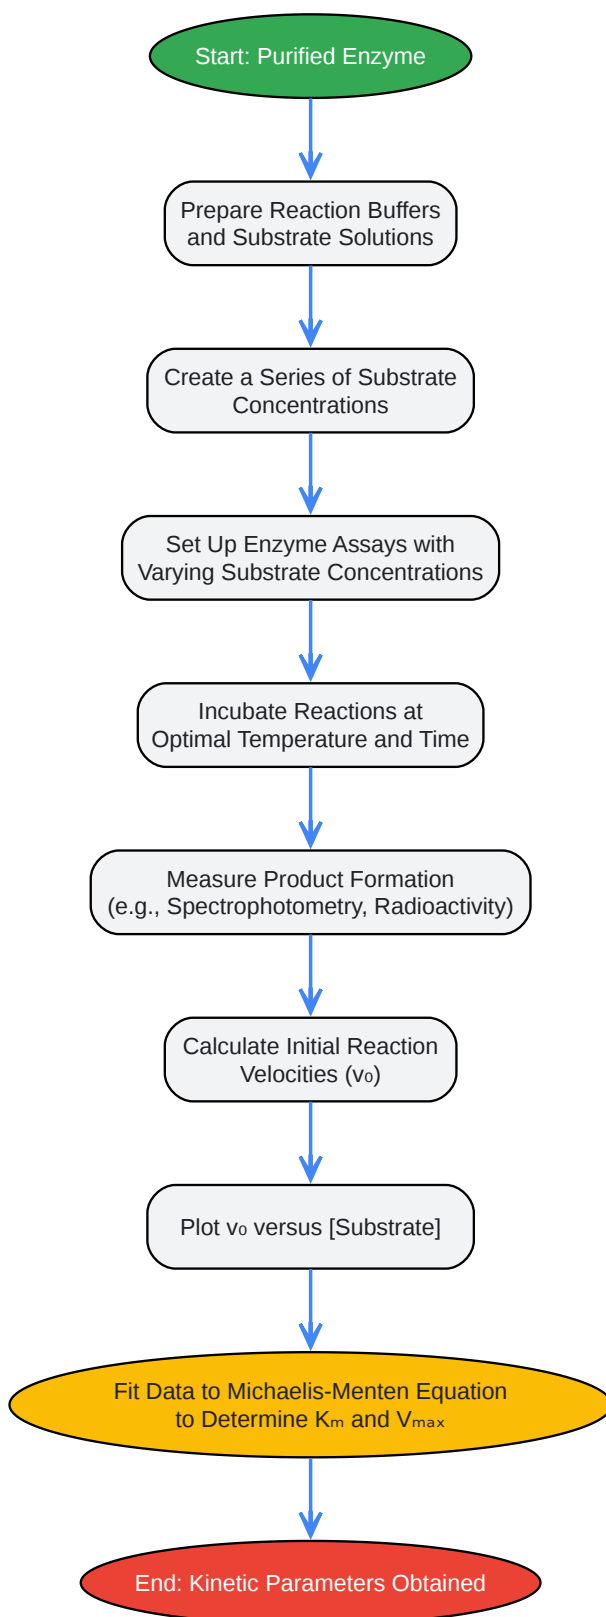 Start: Purified Enzyme
Prepare Reaction Buffers
and Substrate Solutions
Create a Series of Substrate
Concentrations
Set Up Enzyme Assays with
Varying Substrate Concentrations
Incubate Reactions at
Optimal Temperature and Time
Measure Product Formation
(e.g., Spectrophotometry, Radioactivity)
Calculate Initial Reaction
Velocities (v₀)
Plot v₀ versus [Substrate]
Fit Data to Michaelis-Menten Equation
to Determine Kₘ and Vₘₐₓ
End: Kinetic Parameters Obtained